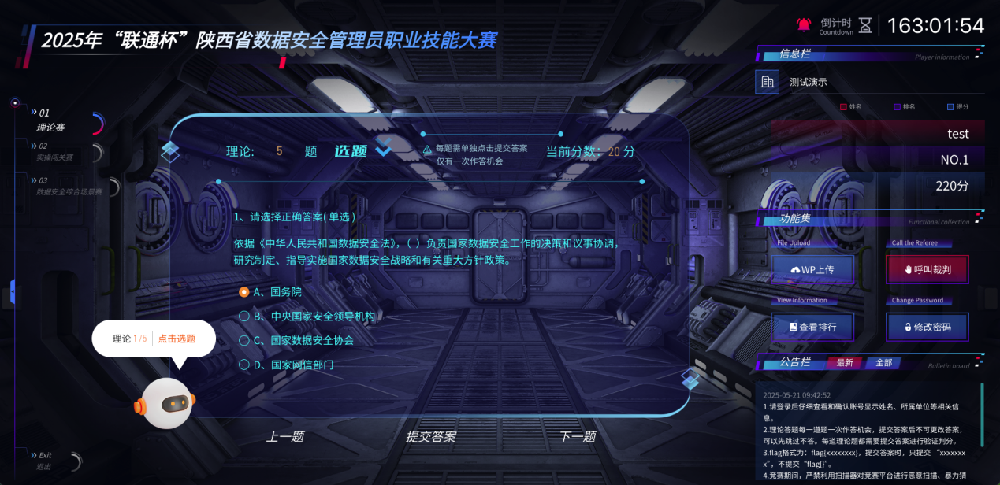 2025年“联通杯”陕西省数据安全管理员职业技能大赛
倒计时
Countdown
163:01:54
信息栏
Player information
测试演示
姓名
排名
得分
test
NO.1
220分
01
理论赛
02
实操闯关赛
03
数据安全综合场景赛
理论: 5 题 选题
每题需单独点击提交答案
仅有一次作答机会
当前分数: 20 分
1、请选择正确答案(单选)
依据《中华人民共和国数据安全法》，( ）负责国家数据安全工作的决策和议事协调，
研究制定、指导实施国家数据安全战略和有关重大方针政策。
A、国务院
B、中央国家安全领导机构
C、国家数据安全协会
D、国家网信部门
理论 1/5 点击选题
上一题
提交答案
下一题
Exit
退出
功能集
Functional collection
File Upload
Call the Referee
WP上传
呼叫裁判
View Information
Change Password
查看排行
修改密码
公告栏
最新
全部
Bulletin board
2025-05-21 09:42:52
1.请登录后仔细查看和确认账号显示姓名、所属单位等相关信
息。
2.理论答题每一道题一次作答机会，提交答案后不可更改答案，
可以先跳过不答。每道理论题都需要提交答案进行验证判分。
3.flag格式为：flag{xxxxxxxx}，提交答案时，只提交 “xxxxxxx
x”，不提交“flag{}”。
4.竞赛期间，严禁利用扫描器对竞赛平台进行恶意扫描、暴力猜